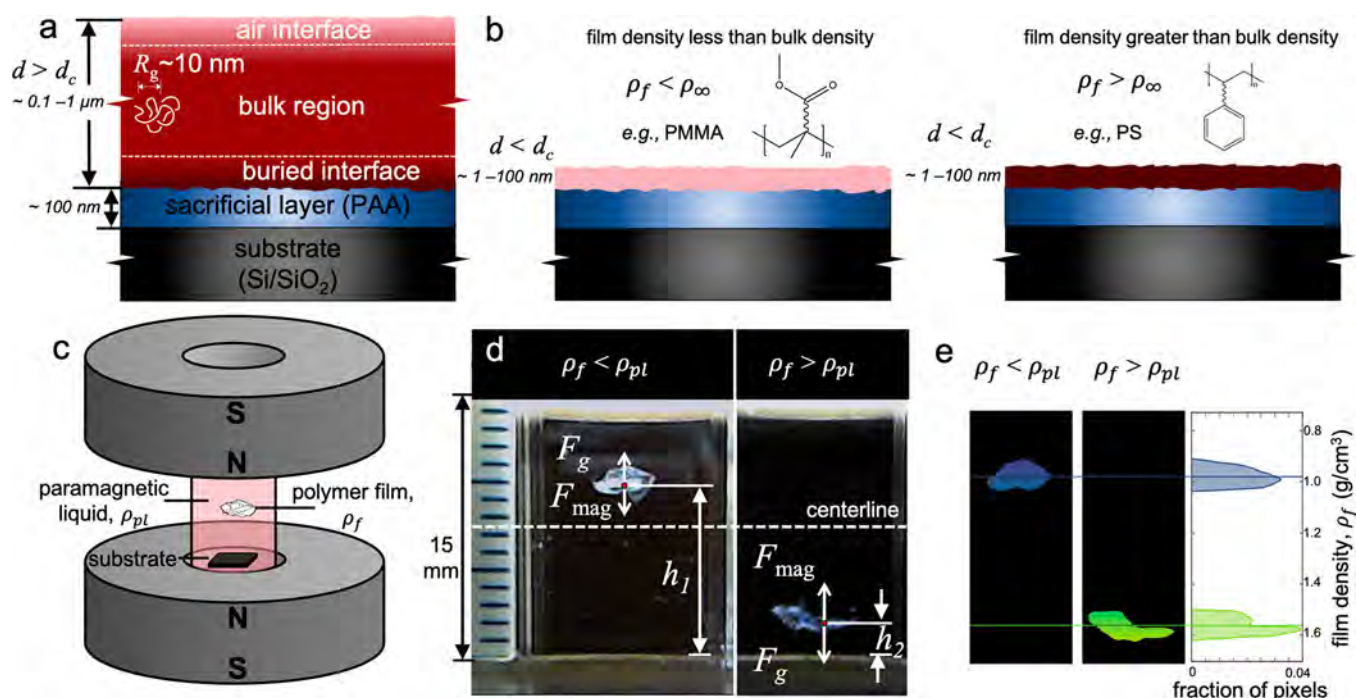 a
air interface
d > d_c
~ 0.1 –1 μm
R_g~10 nm
bulk region
buried interface
~ 100 nm
sacrificial layer (PAA)
substrate
(Si/SiO₂)
b
film density less than bulk density
ρ_f < ρ_∞
e.g., PMMA
O
O
n
d < d_c
~ 1–100 nm
film density greater than bulk density
ρ_f > ρ_∞
e.g., PS
n
d < d_c
~ 1–100 nm
c
S
N
paramagnetic
liquid, ρ_pl
polymer film,
ρ_f
substrate
N
S
d
ρ_f < ρ_pl
ρ_f > ρ_pl
15
mm
F_g
F_mag
h_1
centerline
F_mag
F_g
h_2
e
ρ_f < ρ_pl
ρ_f > ρ_pl
0.8
1.0
1.2
1.4
1.6
film density, ρ_f (g/cm³)
0
0.04
fraction of pixels